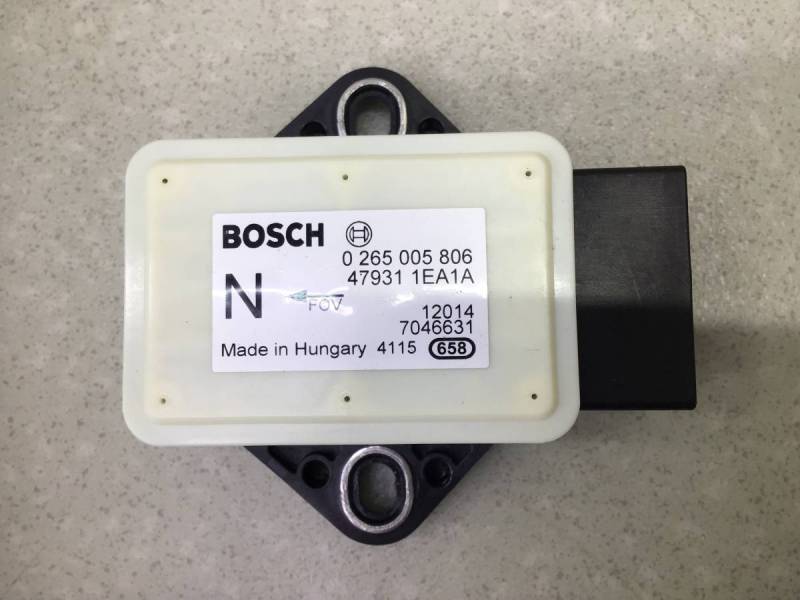 BOSCH
0 265 005 806
47931 1EA1A
N
FOV
12014
7046631
Made in Hungary 4115 658